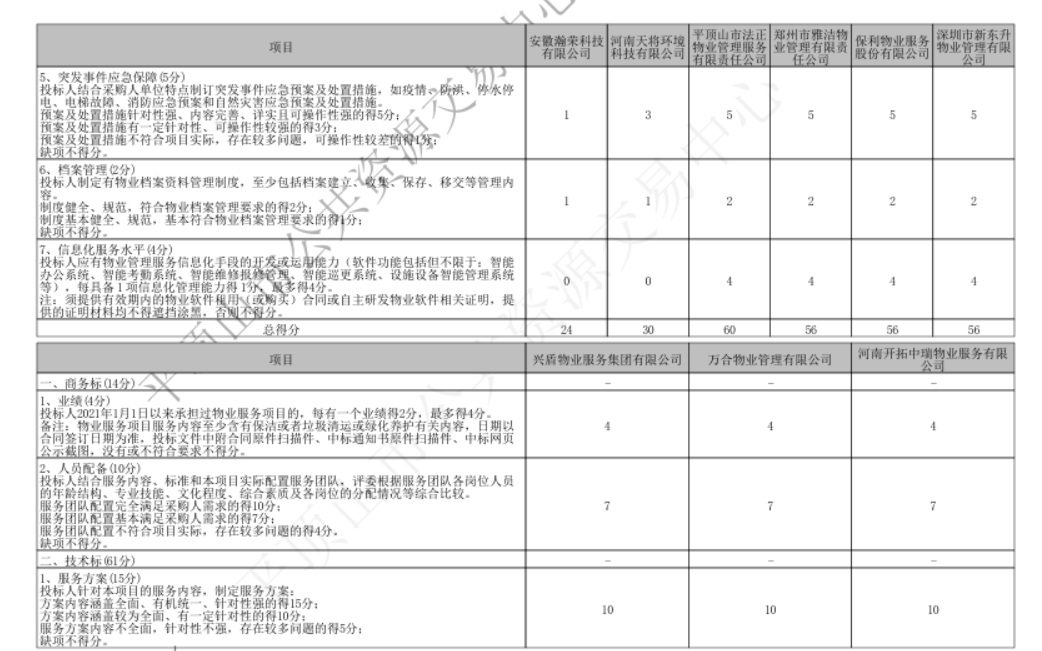 项目
安徽瀚荣科技有限公司
河南天将环境科技有限公司
平顶山市法正物业管理服务有限责任公司
郑州市雅洁物业管理有限责任公司
保利物业服务股份有限公司
深圳市新东升物业管理有限公司
5、突发事件应急保障(5分)
投标人结合采购人单位特点制订突发事件应急预案及处置措施，如疫情、防洪、停水停
电、电梯故障、消防应急预案和自然灾害应急预案及处置措施。
预案及处置措施针对性强、内容完善、详实且可操作性强的得5分；
预案及处置措施有一定针对性、可操作性较强的得3分；
预案及处置措施不符合项目实际，存在较多问题，可操作性较差的得1分；
缺项不得分。
1 3 5 5 5 5
6、档案管理(2分)
投标人制定有物业档案资料管理制度，至少包括档案建立、收集、保存、移交等管理内
容。
制度健全、规范，符合物业档案管理要求的得2分；
制度基本健全、规范，基本符合物业档案管理要求的得1分；
缺项不得分。
1 1 2 2 2 2
7、信息化服务水平(4分)
投标人应有物业管理服务信息化手段的开发或运用能力（软件功能包括但不限于：智能
办公系统、智能考勤系统、智能维修报修管理、智能巡更系统、设施设备智能管理系统
等），每具备1项信息化管理能力得1分，最多得4分。
注：须提供有效期内的物业软件租用（或购买）合同或自主研发物业软件相关证明，提
供的证明材料均不得遮挡涂黑，否则不得分。
0 0 4 4 4 4
总得分 24 30 60 56 56 56
项目
兴盾物业服务集团有限公司
万合物业管理有限公司
河南开拓中瑞物业服务有限公司
一、商务标(14分) － － －
1、业绩(4分)
投标人2021年1月1日以来承担过物业服务项目的，每有一个业绩得2分，最多得4分。
备注：物业服务项目服务内容至少含有保洁或者垃圾清运或绿化养护有关内容，日期以
合同签订日期为准，投标文件中附合同原件扫描件、中标通知书原件扫描件、中标网页
公示截图，没有或不符合要求不得分。
4 4 4
2、人员配备(10分)
投标人结合服务内容、标准和本项目实际配置服务团队，评委根据服务团队各岗位人员
的年龄结构、专业技能、文化程度、综合素质及各岗位的分配情况等综合比较。
服务团队配置完全满足采购人需求的得10分；
服务团队配置基本满足采购人需求的得7分；
服务团队配置不符合项目实际，存在较多问题的得4分。
缺项不得分。
7 7 7
二、技术标(61分) － － －
1、服务方案(15分)
投标人针对本项目的服务内容，制定服务方案：
方案内容涵盖全面、有机统一、针对性强的得15分；
方案内容涵盖较为全面、有一定针对性的得10分；
服务方案内容不全面，针对性不强，存在较多问题的得5分；
缺项不得分。
10 10 10
平顶山市公共资源交易中心
平顶山市公共资源交易中心